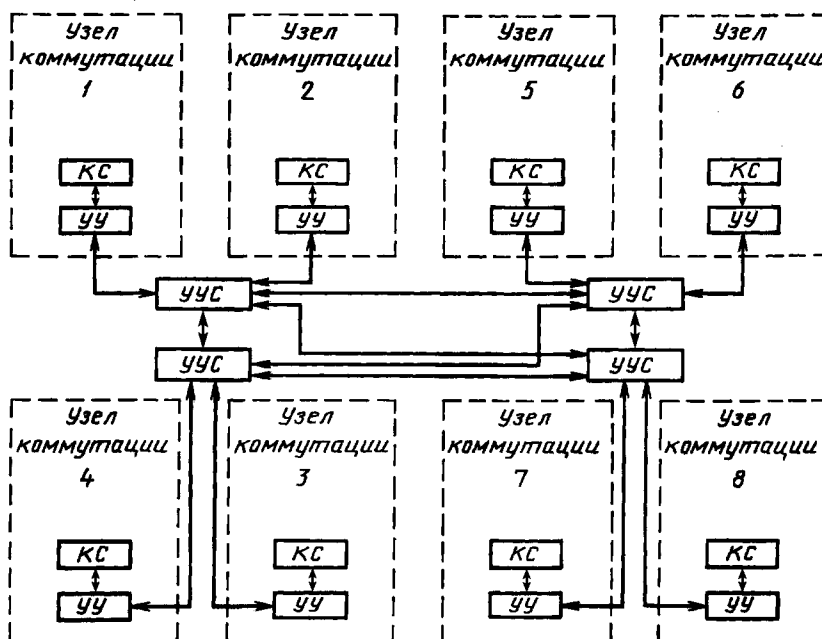 Узел
коммутации
1
КС
УУ
Узел
коммутации
2
КС
УУ
Узел
коммутации
5
КС
УУ
Узел
коммутации
6
КС
УУ
УУС
УУС
УУС
УУС
Узел
коммутации
4
КС
УУ
Узел
коммутации
3
КС
УУ
Узел
коммутации
7
КС
УУ
Узел
коммутации
8
КС
УУ